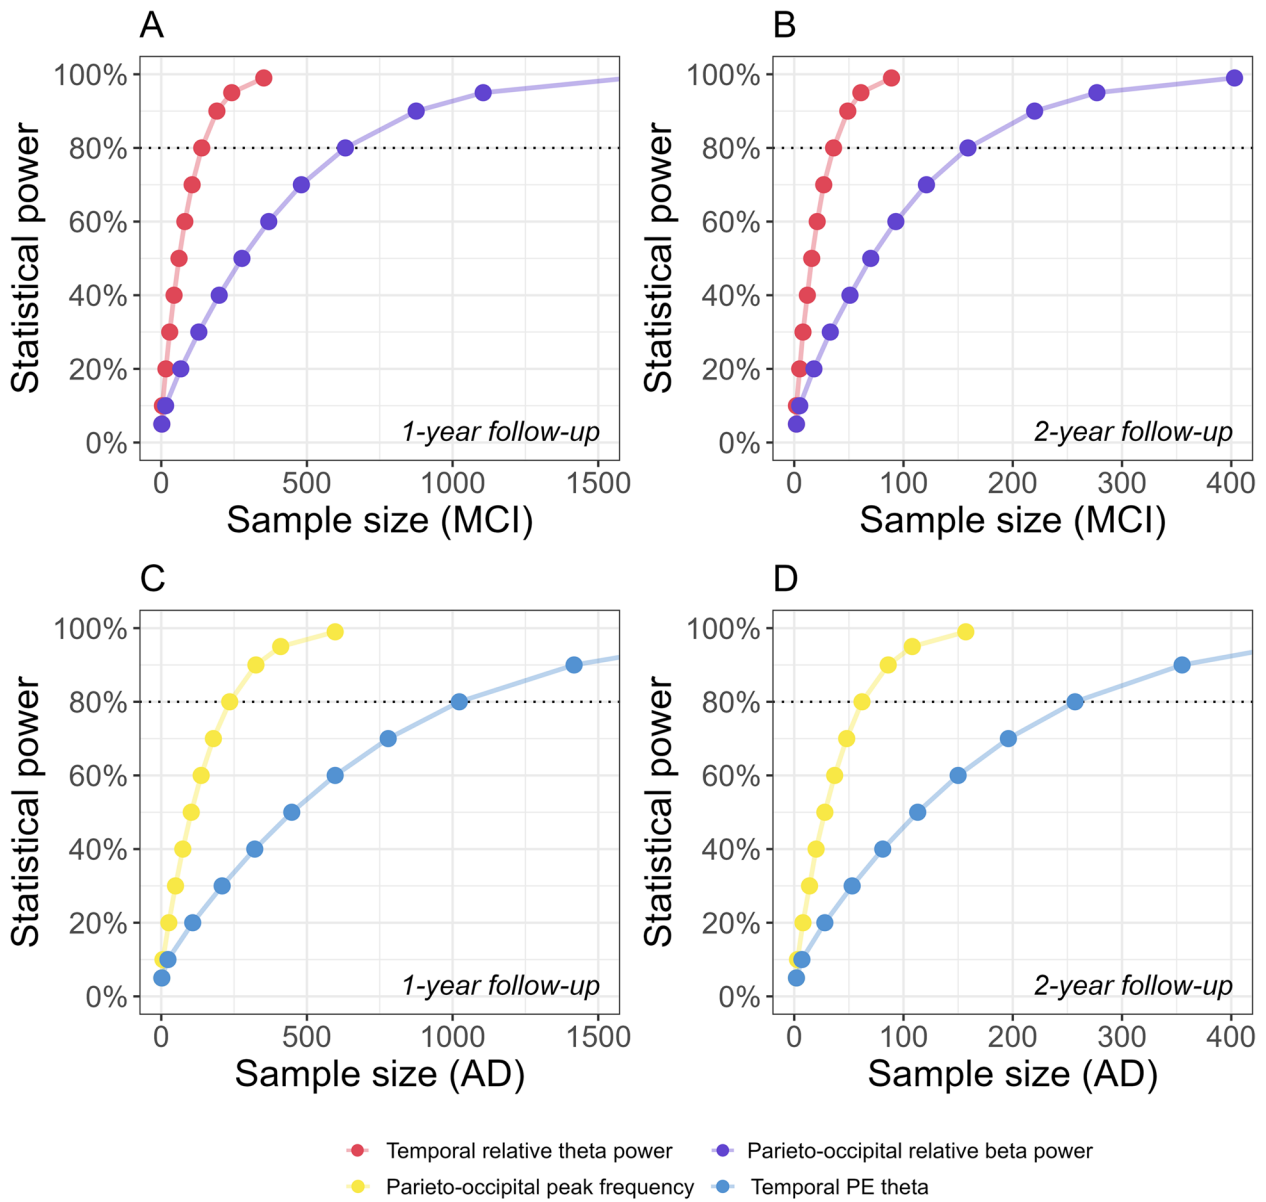 A
Statistical power
100%
80%
60%
40%
20%
0%
1-year follow-up
0 500 1000 1500
Sample size (MCI)
B
Statistical power
100%
80%
60%
40%
20%
0%
2-year follow-up
0 100 200 300 400
Sample size (MCI)
C
Statistical power
100%
80%
60%
40%
20%
0%
1-year follow-up
0 500 1000 1500
Sample size (AD)
D
Statistical power
100%
80%
60%
40%
20%
0%
2-year follow-up
0 100 200 300 400
Sample size (AD)
Temporal relative theta power
Parieto-occipital relative beta power
Parieto-occipital peak frequency
Temporal PE theta